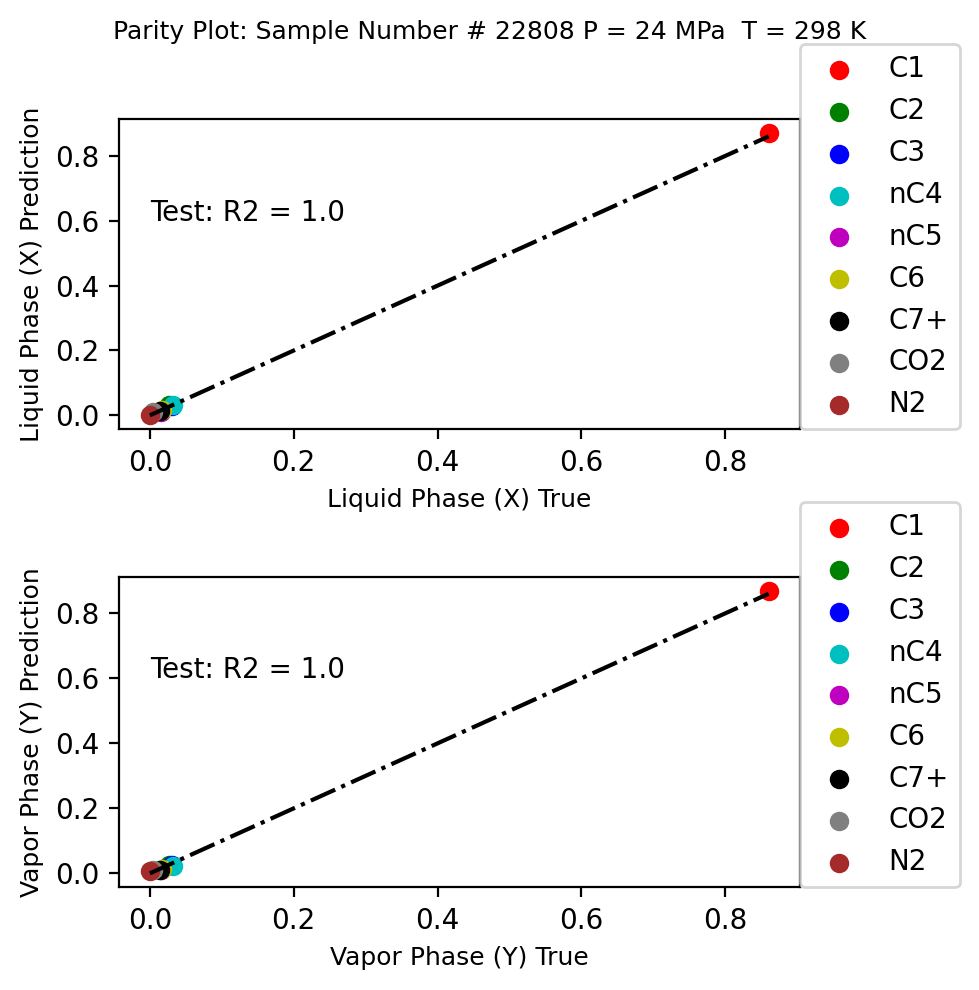 Parity Plot: Sample Number # 22808 P = 24 MPa  T = 298 K
Liquid Phase (X) Prediction
0.8
0.6
0.4
0.2
0.0
Test: R2 = 1.0
0.0 0.2 0.4 0.6 0.8
Liquid Phase (X) True
C1
C2
C3
nC4
nC5
C6
C7+
CO2
N2
Vapor Phase (Y) Prediction
0.8
0.6
0.4
0.2
0.0
Test: R2 = 1.0
0.0 0.2 0.4 0.6 0.8
Vapor Phase (Y) True
C1
C2
C3
nC4
nC5
C6
C7+
CO2
N2